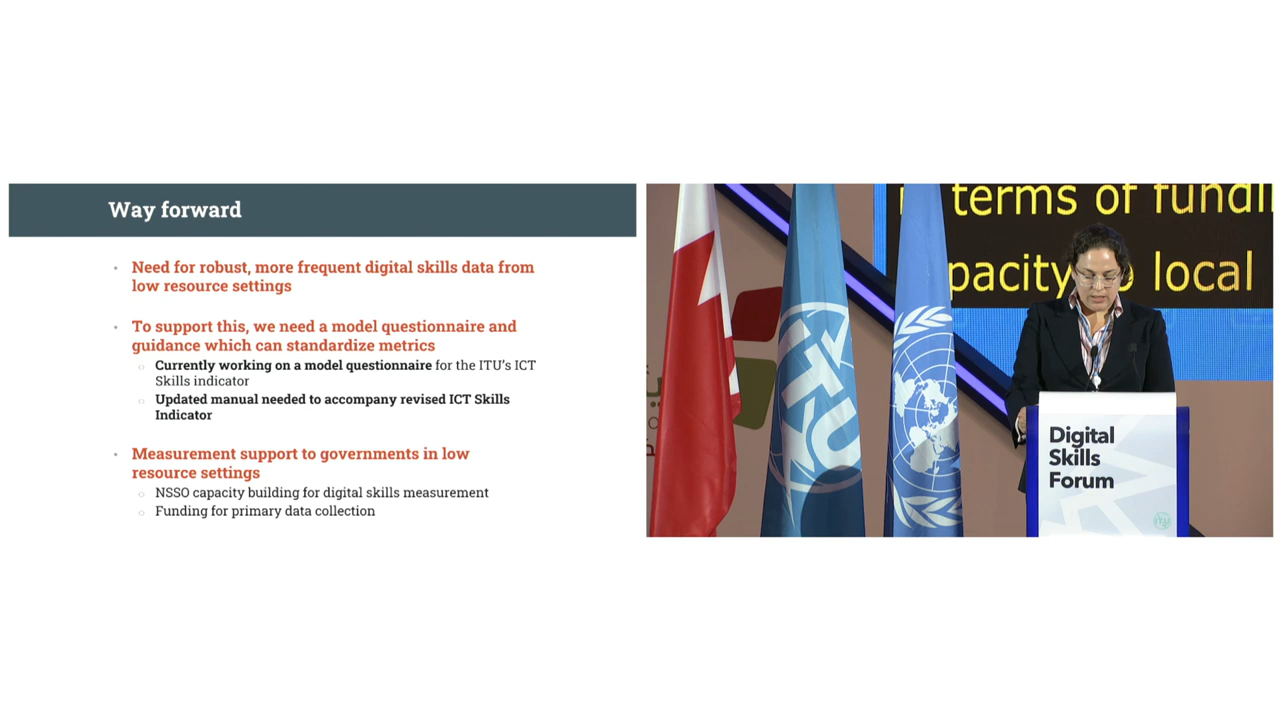 Way forward
Need for robust, more frequent digital skills data from
low resource settings
To support this, we need a model questionnaire and
guidance which can standardize metrics
Currently working on a model questionnaire for the ITU's ICT
Skills indicator
Updated manual needed to accompany revised ICT Skills
Indicator
Measurement support to governments in low
resource settings
NSSO capacity building for digital skills measurement
Funding for primary data collection
terms of fundi
pacity
local
ITU
Digital
Skills
Forum
ITU